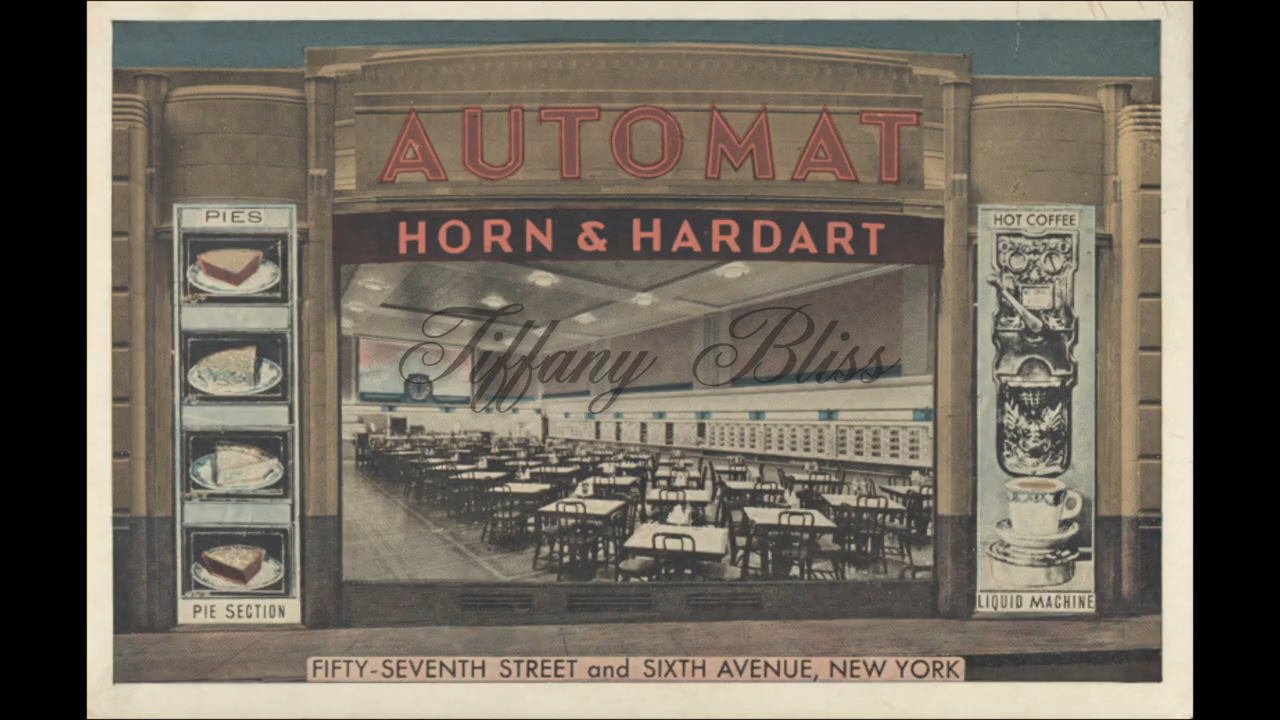 AUTOMAT
HORN & HARDART
PIES
HOT COFFEE
Tiffany Bliss
PIE SECTION
LIQUID MACHINE
FIFTY-SEVENTH STREET and SIXTH AVENUE, NEW YORK